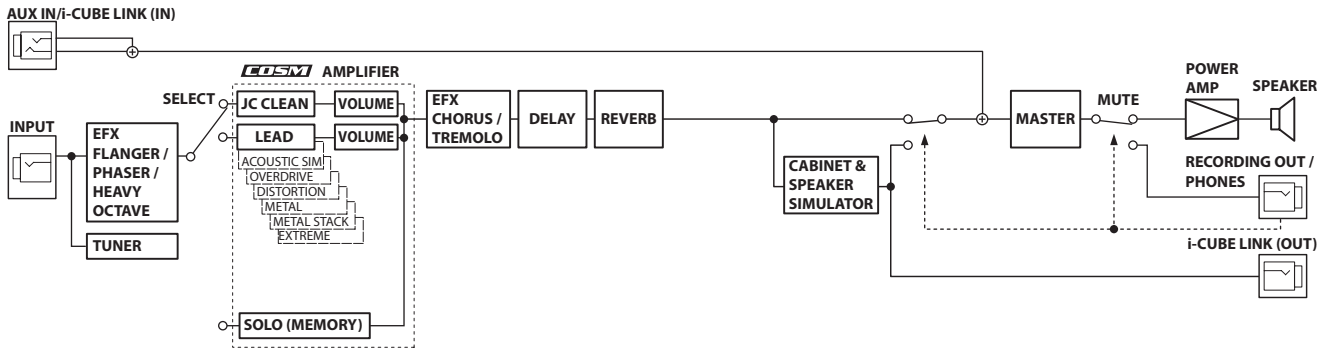 AUX IN/i-CUBE LINK (IN)
COSM AMPLIFIER
SELECT
JC CLEAN
VOLUME
INPUT
EFX
FLANGER /
PHASER /
HEAVY
OCTAVE
TUNER
LEAD
VOLUME
ACOUSTIC SIM
OVERDRIVE
DISTORTION
METAL
METAL STACK
EXTREME
SOLO (MEMORY)
EFX
CHORUS /
TREMOLO
DELAY
REVERB
CABINET &
SPEAKER
SIMULATOR
MASTER
MUTE
POWER
AMP
SPEAKER
RECORDING OUT /
PHONES
i-CUBE LINK (OUT)